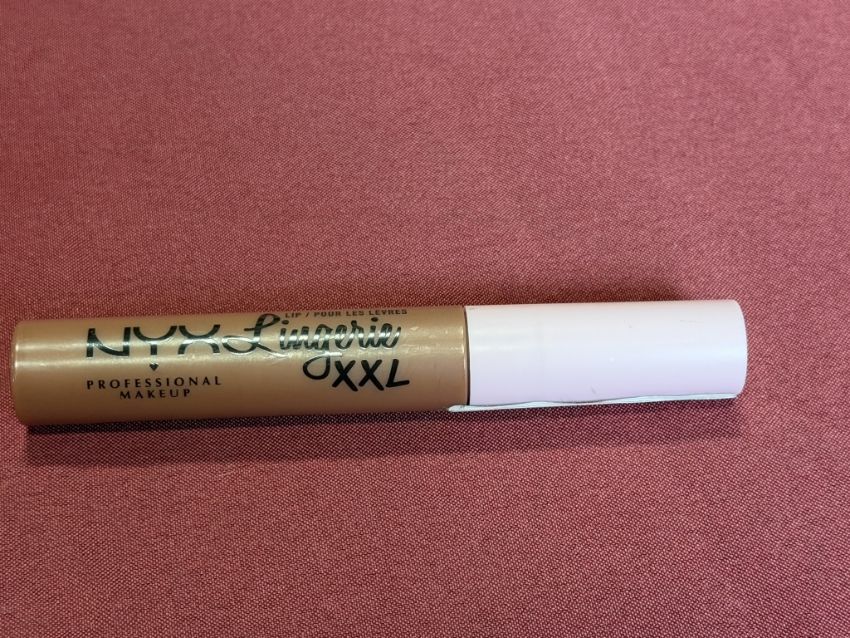 NYX
PROFESSIONAL
MAKEUP
LIP / POUR LES LÈVRES
Lingerie
XXL